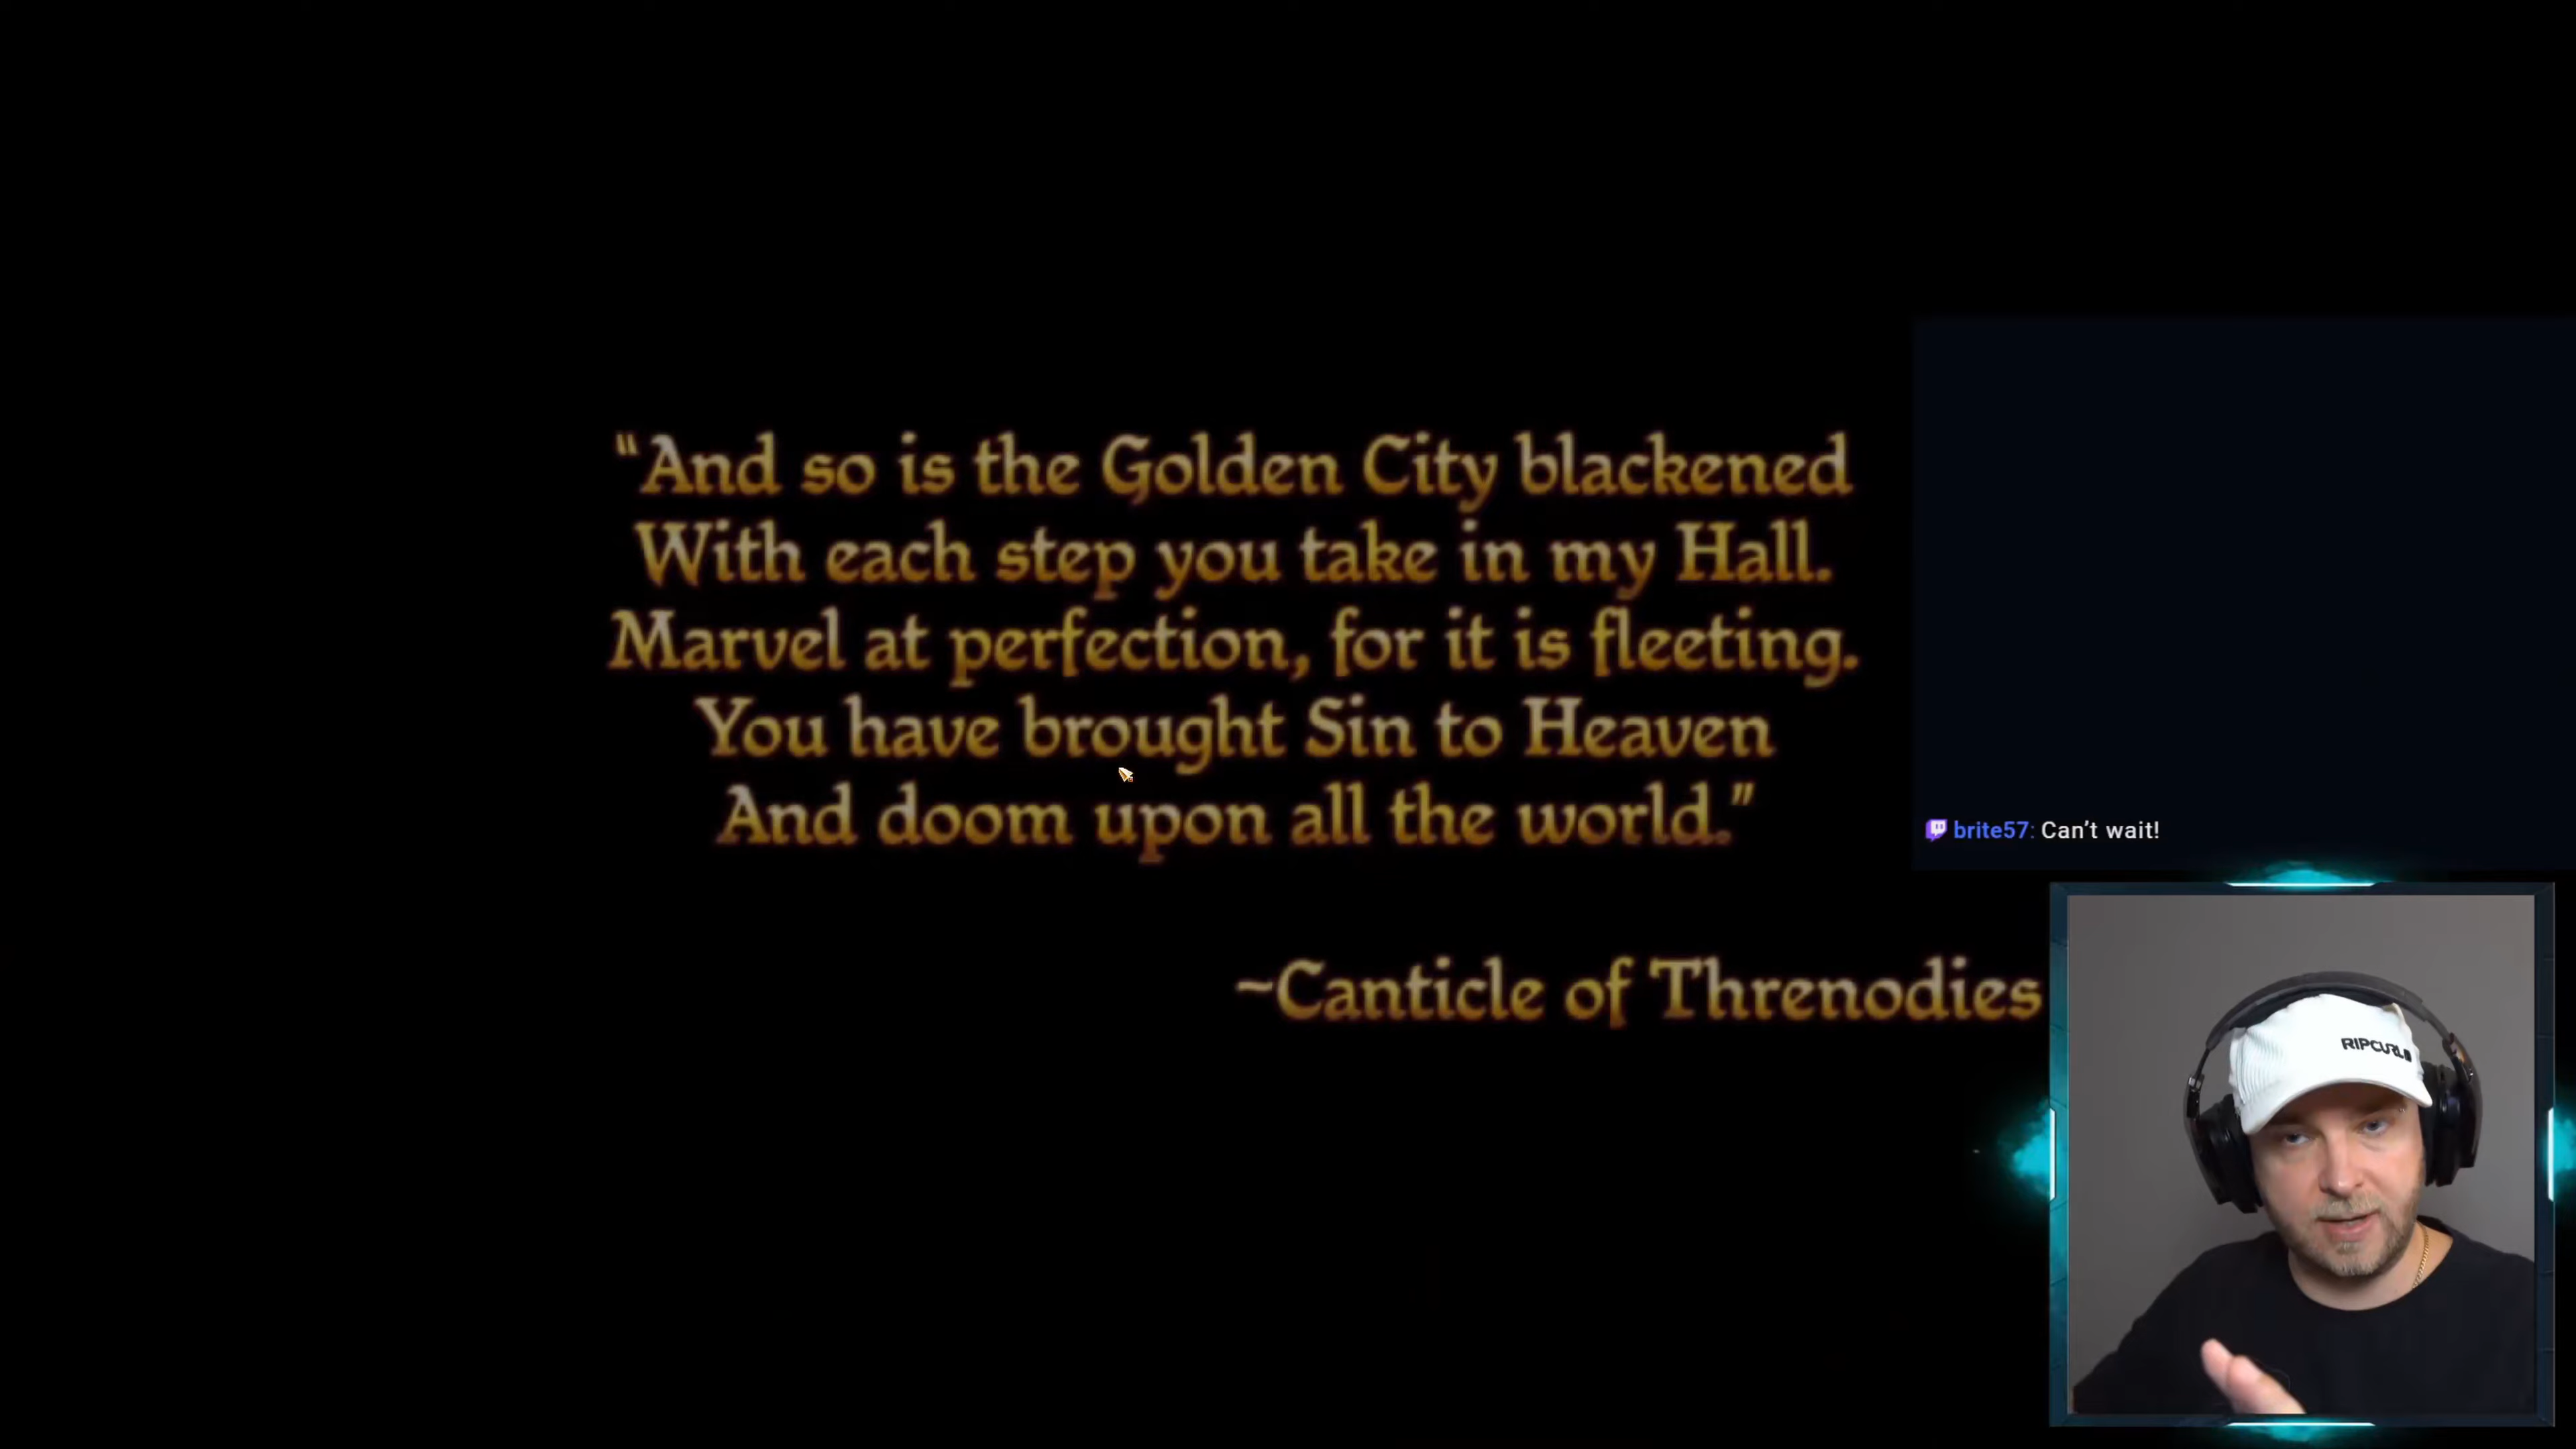 “And so is the Golden City blackened
With each step you take in my Hall.
Marvel at perfection, for it is fleeting.
You have brought Sin to Heaven
And doom upon all the world.”
~Canticle of Threnodies
brite57: Can’t wait!
RIPCURL